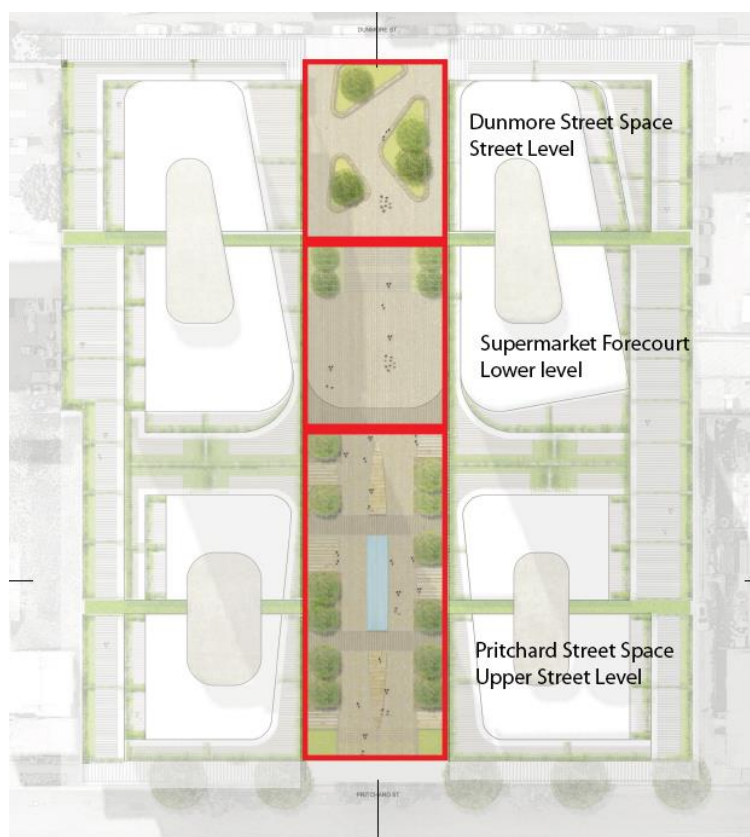 DUNMORE ST
Dunmore Street Space
Street Level
Supermarket Forecourt
Lower level
Pritchard Street Space
Upper Street Level
PRITCHARD ST